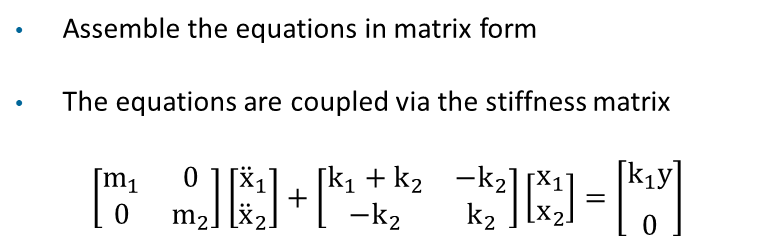 • Assemble the equations in matrix form
• The equations are coupled via the stiffness matrix
[m₁ 0] [ẍ₁] + [k₁ + k₂ −k₂] [x₁] = [k₁y]
[0 m₂] [ẍ₂] [−k₂ k₂] [x₂] [0]